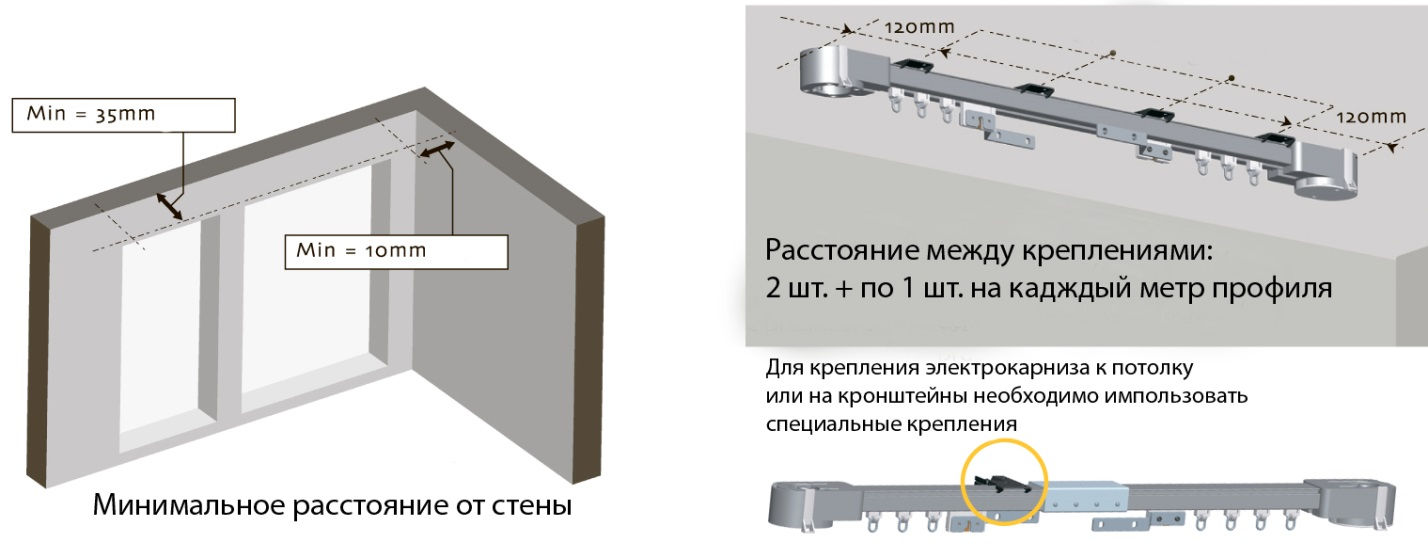 Min = 35mm
Min = 10mm
Минимальное расстояние от стены
120mm
120mm
Расстояние между креплениями:
2 шт. + по 1 шт. на кадждый метр профиля
Для крепления электрокарниза к потолку
или на кронштейны необходимо импользовать
специальные крепления